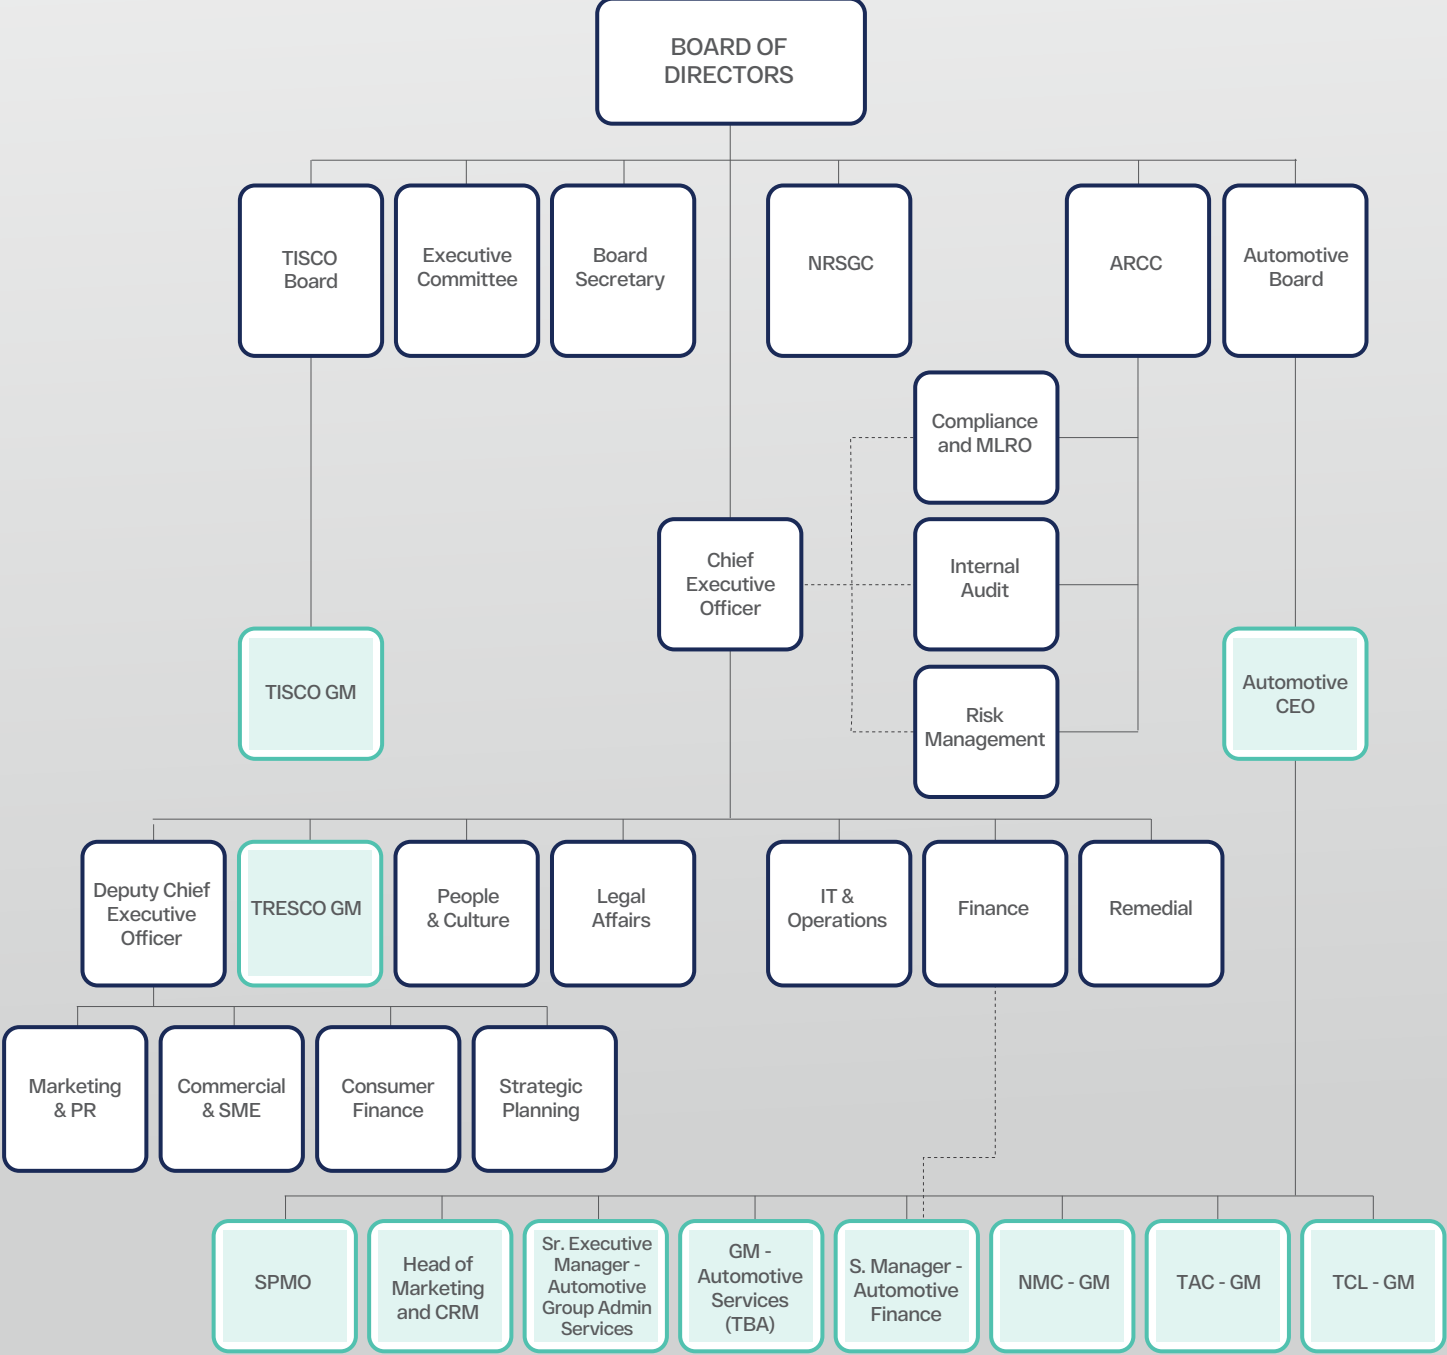 BOARD OF
DIRECTORS
TISCO
Board
Executive
Committee
Board
Secretary
NRSGC
ARCC
Automotive
Board
Compliance
and MLRO
Chief
Executive
Officer
Internal
Audit
Risk
Management
TISCO GM
Automotive
CEO
Deputy Chief
Executive
Officer
TRESCO GM
People
& Culture
Legal
Affairs
IT &
Operations
Finance
Remedial
Marketing
& PR
Commercial
& SME
Consumer
Finance
Strategic
Planning
SPMO
Head of
Marketing
and CRM
Sr. Executive
Manager -
Automotive
Group Admin
Services
GM -
Automotive
Services
(TBA)
S. Manager -
Automotive
Finance
NMC - GM
TAC - GM
TCL - GM